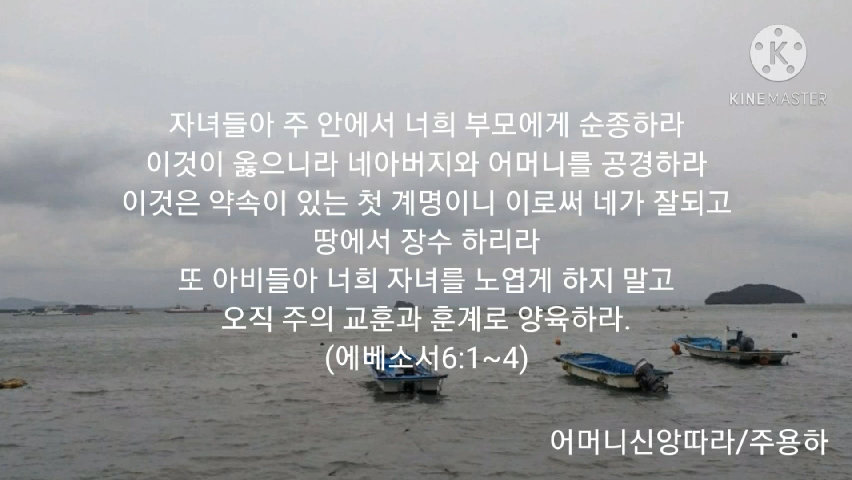 KINEMASTER
자녀들아 주 안에서 너희 부모에게 순종하라
이것이 옳으니라 네아버지와 어머니를 공경하라
이것은 약속이 있는 첫 계명이니 이로써 네가 잘되고
땅에서 장수 하리라
또 아비들아 너희 자녀를 노엽게 하지 말고
오직 주의 교훈과 훈계로 양육하라.
(에베소서6:1~4)
어머니신앙따라/주용하